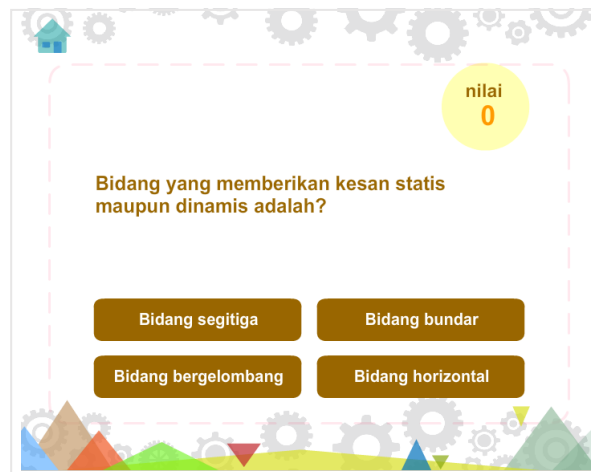 nilai
0
Bidang yang memberikan kesan statis
maupun dinamis adalah?
Bidang segitiga
Bidang bundar
Bidang bergelombang
Bidang horizontal